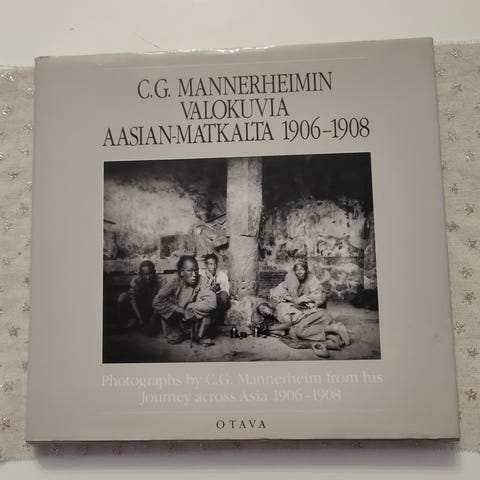 C.G. MANNERHEIMIN
VALOKUVIA
AASIAN-MATKALTA 1906–1908
Photographs by C.G. Mannerheim from his
Journey across Asia 1906–1908
OTAVA